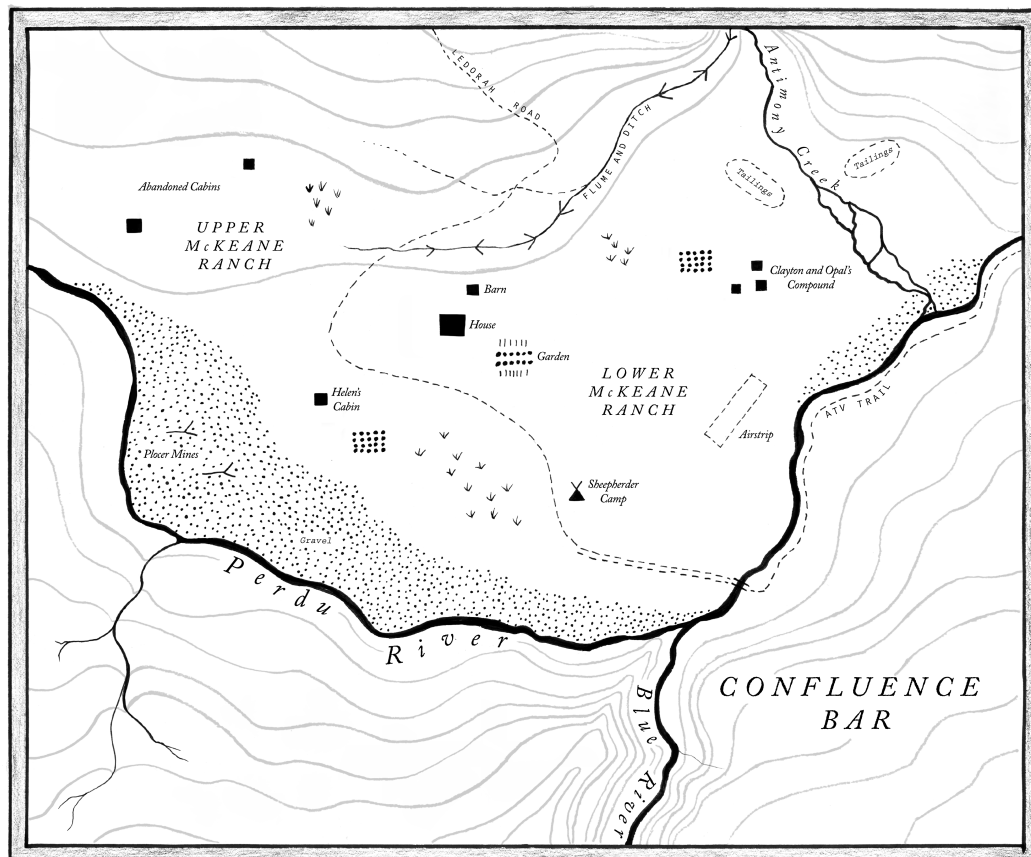 LEDORAH ROAD
FLUME AND DITCH
Antimony Creek
Tailings
Tailings
Abandoned Cabins
UPPER
McKEANE
RANCH
Clayton and Opal's
Compound
Barn
House
Garden
LOWER
McKEANE
RANCH
Helen's
Cabin
ATV TRAIL
Airstrip
Placer Mines
Sheepherder
Camp
Gravel
Perdu River
Blue River
CONFLUENCE
BAR